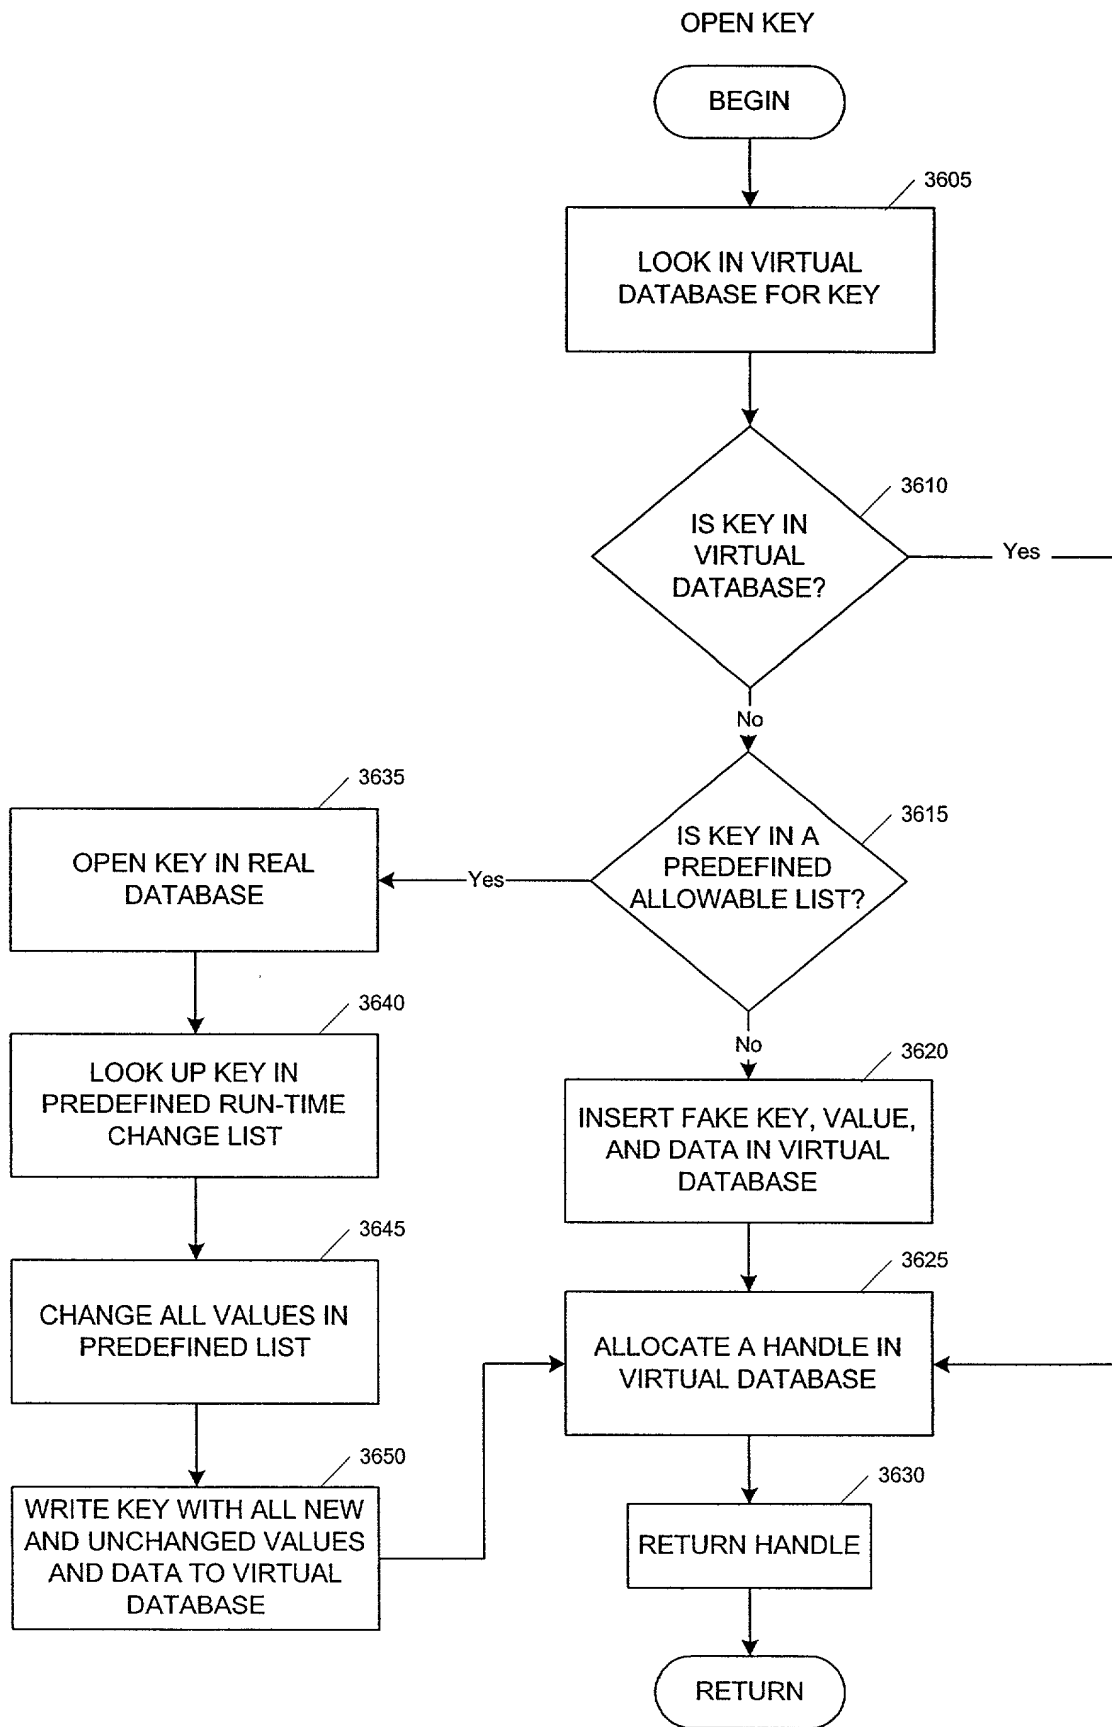 OPEN KEY
BEGIN
3605
LOOK IN VIRTUAL
DATABASE FOR KEY
3610
IS KEY IN
VIRTUAL
DATABASE?
Yes
No
3615
IS KEY IN A
PREDEFINED
ALLOWABLE LIST?
Yes
3635
OPEN KEY IN REAL
DATABASE
3640
LOOK UP KEY IN
PREDEFINED RUN-TIME
CHANGE LIST
3645
CHANGE ALL VALUES IN
PREDEFINED LIST
3650
WRITE KEY WITH ALL NEW
AND UNCHANGED VALUES
AND DATA TO VIRTUAL
DATABASE
No
3620
INSERT FAKE KEY, VALUE,
AND DATA IN VIRTUAL
DATABASE
3625
ALLOCATE A HANDLE IN
VIRTUAL DATABASE
3630
RETURN HANDLE
RETURN